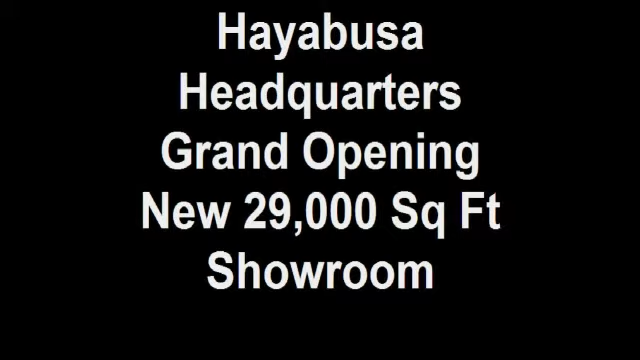 Hayabusa
Headquarters
Grand Opening
New 29,000 Sq Ft
Showroom